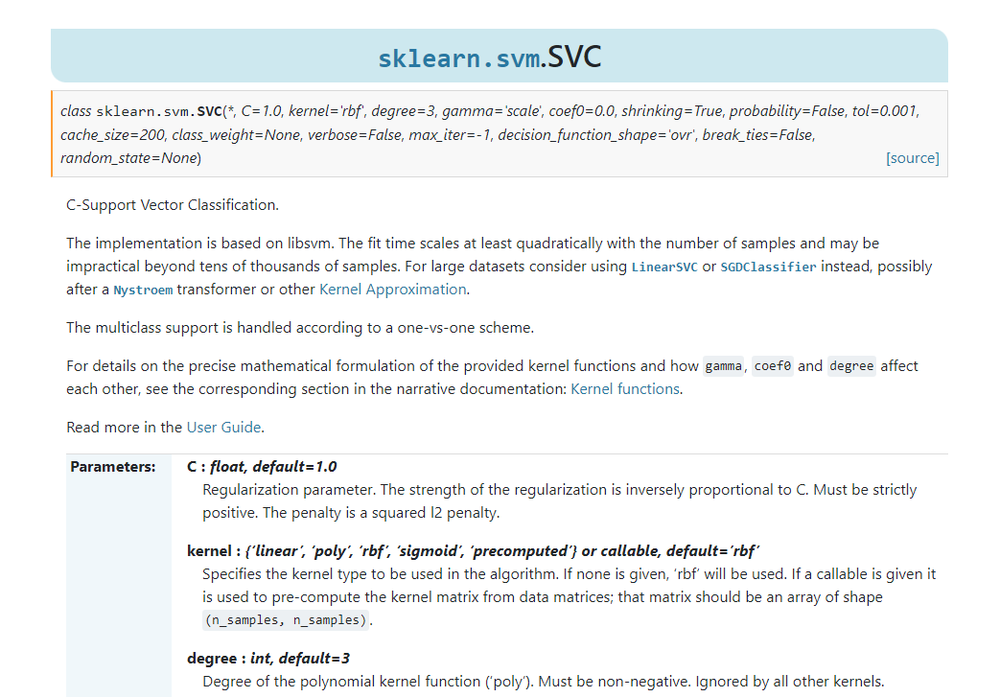 sklearn.svm.SVC
class sklearn.svm.SVC(*, C=1.0, kernel='rbf', degree=3, gamma='scale', coef0=0.0, shrinking=True, probability=False, tol=0.001,
cache_size=200, class_weight=None, verbose=False, max_iter=-1, decision_function_shape='ovr', break_ties=False,
random_state=None) [source]
C-Support Vector Classification.
The implementation is based on libsvm. The fit time scales at least quadratically with the number of samples and may be
impractical beyond tens of thousands of samples. For large datasets consider using LinearSVC or SGDClassifier instead, possibly
after a Nystroem transformer or other Kernel Approximation.
The multiclass support is handled according to a one-vs-one scheme.
For details on the precise mathematical formulation of the provided kernel functions and how gamma, coef0 and degree affect
each other, see the corresponding section in the narrative documentation: Kernel functions.
Read more in the User Guide.
Parameters: C : float, default=1.0
Regularization parameter. The strength of the regularization is inversely proportional to C. Must be strictly
positive. The penalty is a squared l2 penalty.
kernel : {‘linear’, ‘poly’, ‘rbf’, ‘sigmoid’, ‘precomputed’} or callable, default=’rbf’
Specifies the kernel type to be used in the algorithm. If none is given, ‘rbf’ will be used. If a callable is given it
is used to pre-compute the kernel matrix from data matrices; that matrix should be an array of shape
(n_samples, n_samples).
degree : int, default=3
Degree of the polynomial kernel function (‘poly’). Must be non-negative. Ignored by all other kernels.